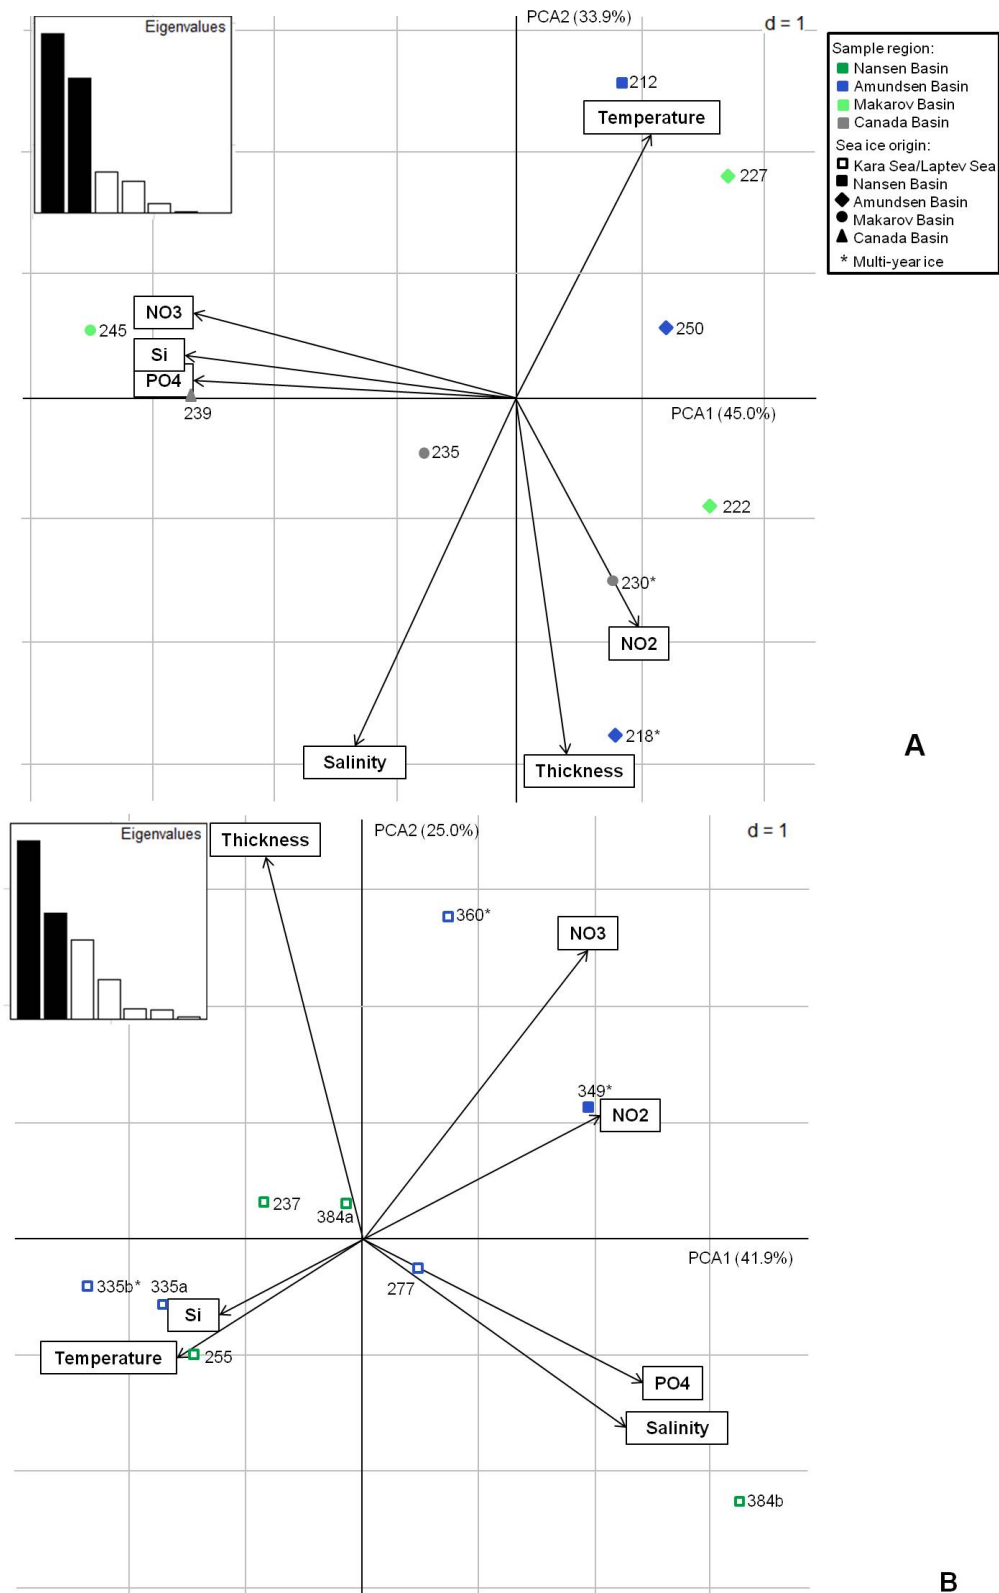 PCA2 (33.9%)
d = 1
Eigenvalues
Sample region:
Nansen Basin
Amundsen Basin
Makarov Basin
Canada Basin
Sea ice origin:
Kara Sea/Laptev Sea
Nansen Basin
Amundsen Basin
Makarov Basin
Canada Basin
* Multi-year ice
212
Temperature
227
NO3
245
250
Si
PO4
239
PCA1 (45.0%)
235
222
230*
NO2
218*
Salinity
Thickness
A
PCA2 (25.0%)
d = 1
Eigenvalues
Thickness
360*
NO3
349*
NO2
237
384a
PCA1 (41.9%)
335b*
335a
277
Si
Temperature
255
PO4
Salinity
384b
B